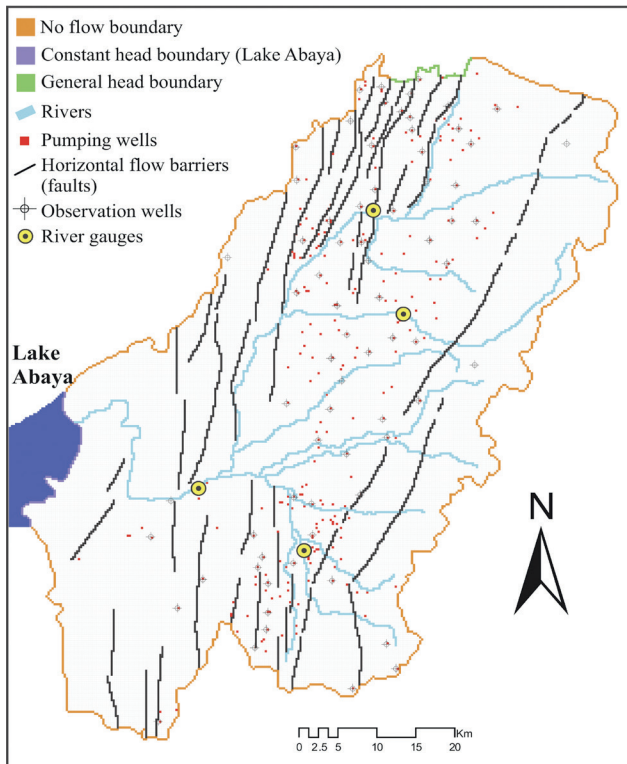 No flow boundary
Constant head boundary (Lake Abaya)
General head boundary
Rivers
Pumping wells
Horizontal flow barriers
(faults)
Observation wells
River gauges
Lake
Abaya
N
Km
0 2.5 5 10 15 20